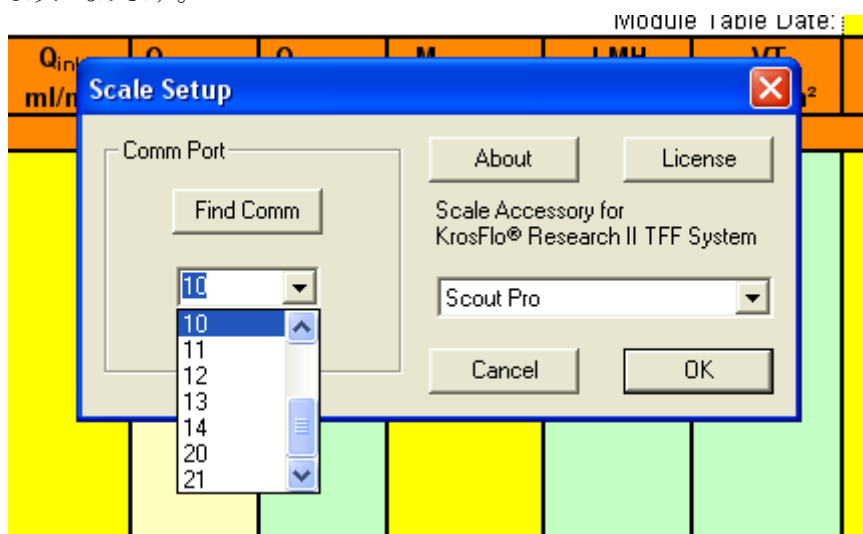 Module Table Date:
ml/n
Scale Setup
Comm Port
Find Comm
10
10
11
12
13
14
20
21
About
License
Scale Accessory for
KrosFlo® Research II TFF System
Scout Pro
Cancel
OK